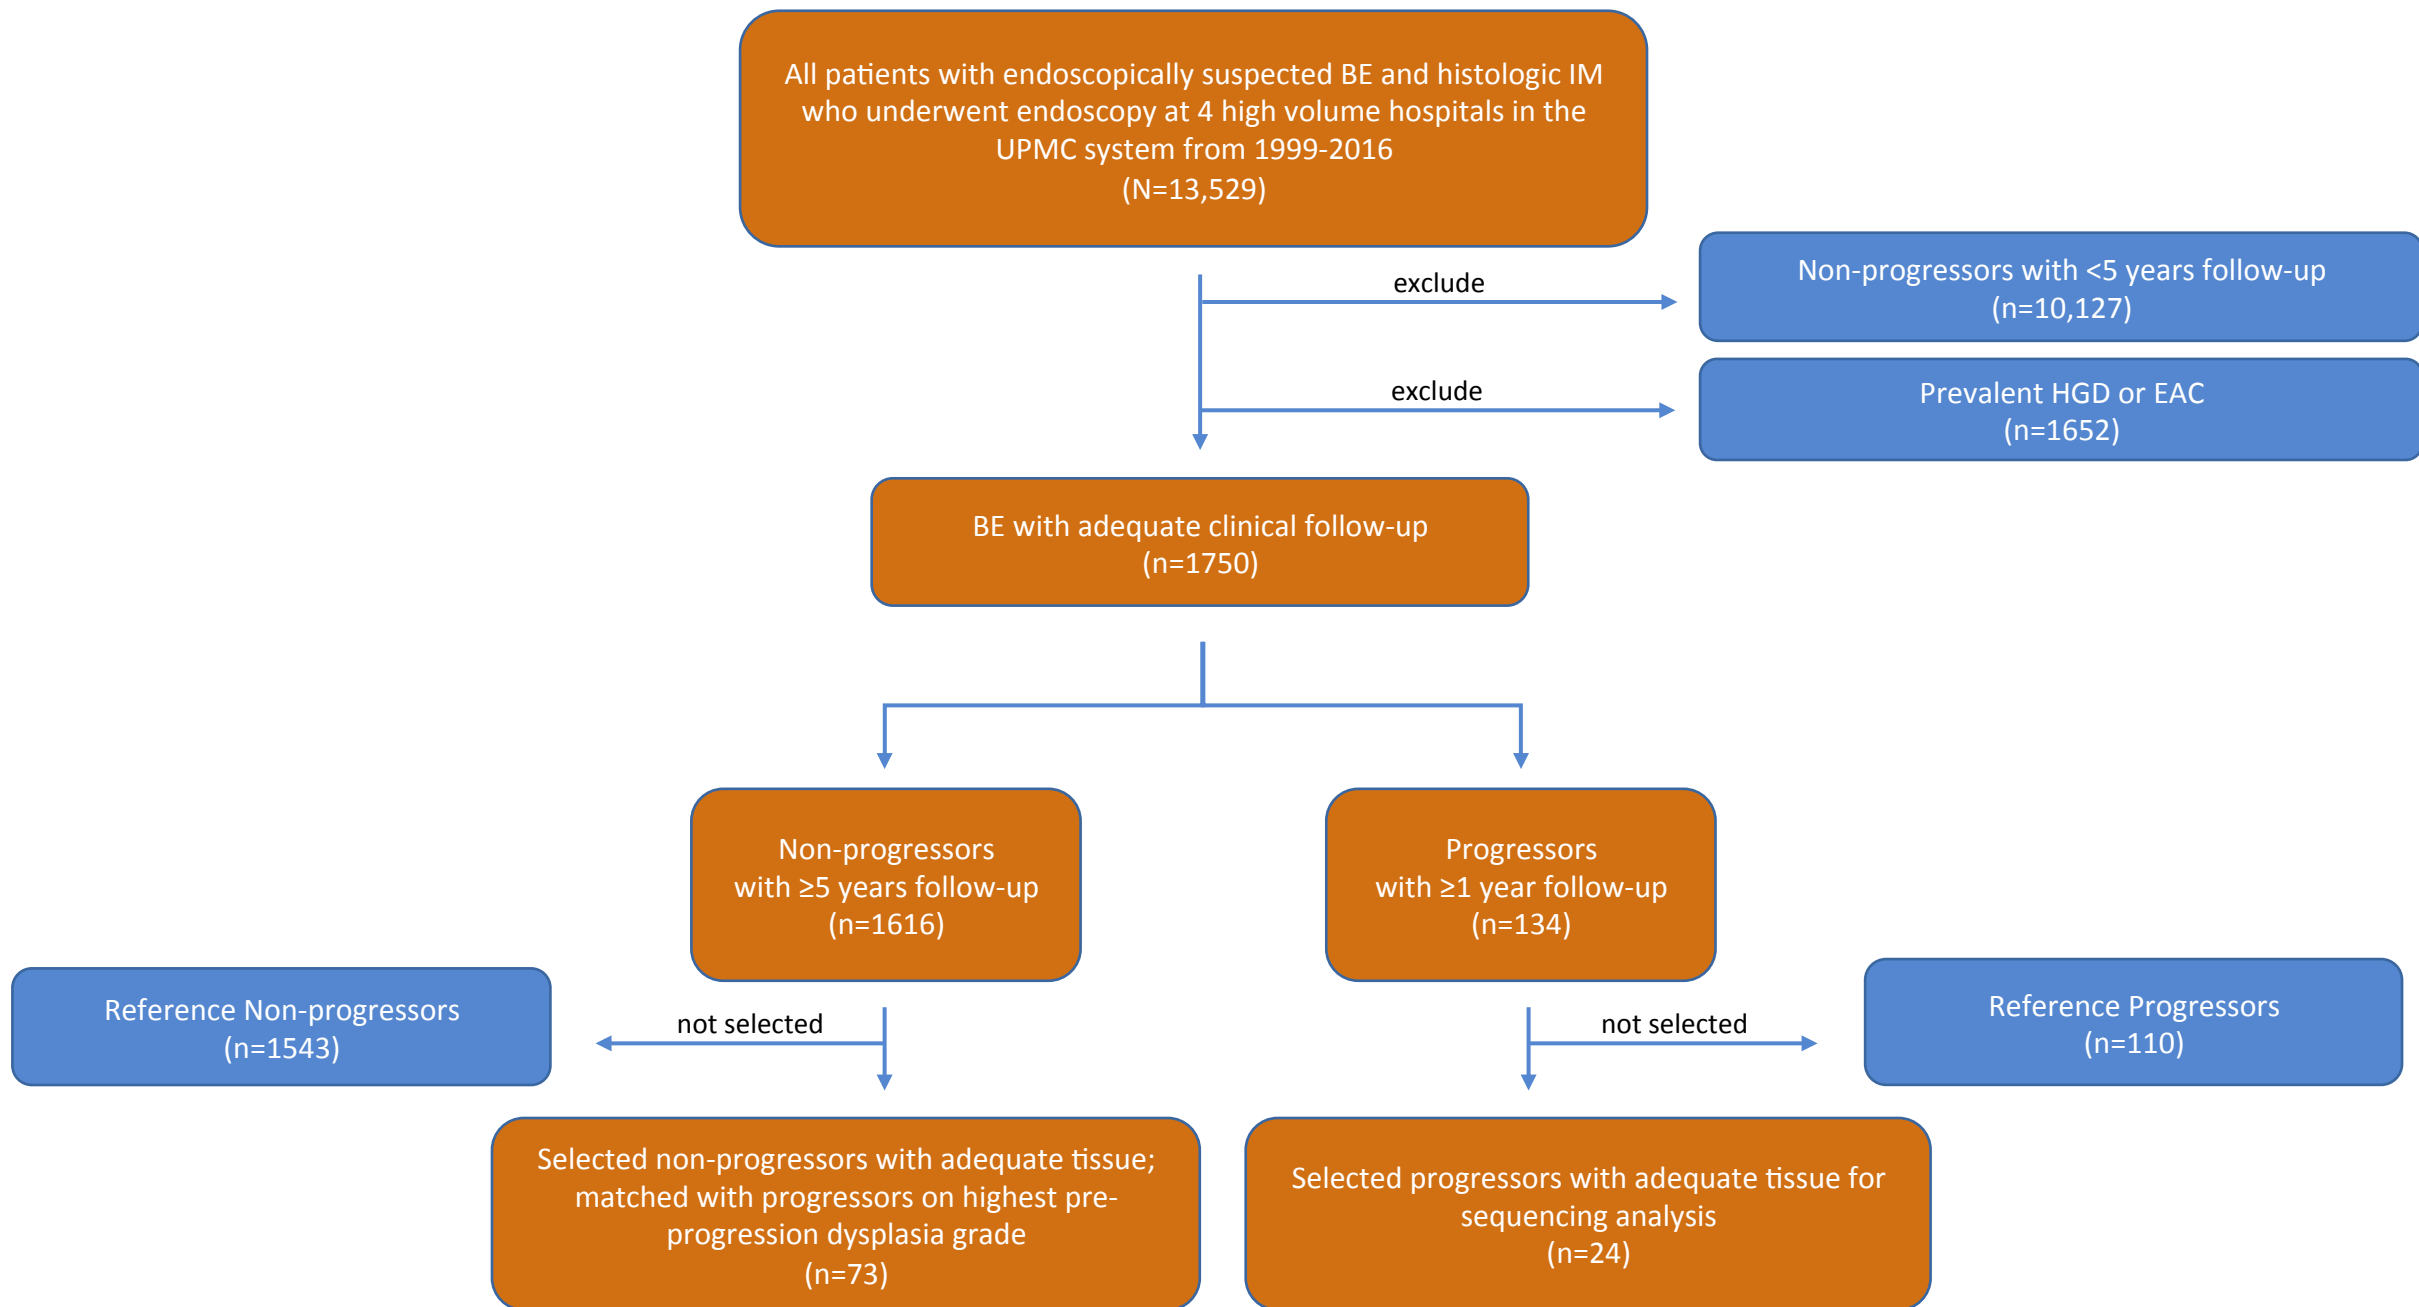 All patients with endoscopically suspected BE and histologic IM
who underwent endoscopy at 4 high volume hospitals in the
UPMC system from 1999-2016
(N=13,529)
exclude
Non-progressors with <5 years follow-up
(n=10,127)
exclude
Prevalent HGD or EAC
(n=1652)
BE with adequate clinical follow-up
(n=1750)
Non-progressors
with ≥5 years follow-up
(n=1616)
Progressors
with ≥1 year follow-up
(n=134)
Reference Non-progressors
(n=1543)
not selected
not selected
Reference Progressors
(n=110)
Selected non-progressors with adequate tissue;
matched with progressors on highest pre-
progression dysplasia grade
(n=73)
Selected progressors with adequate tissue for
sequencing analysis
(n=24)